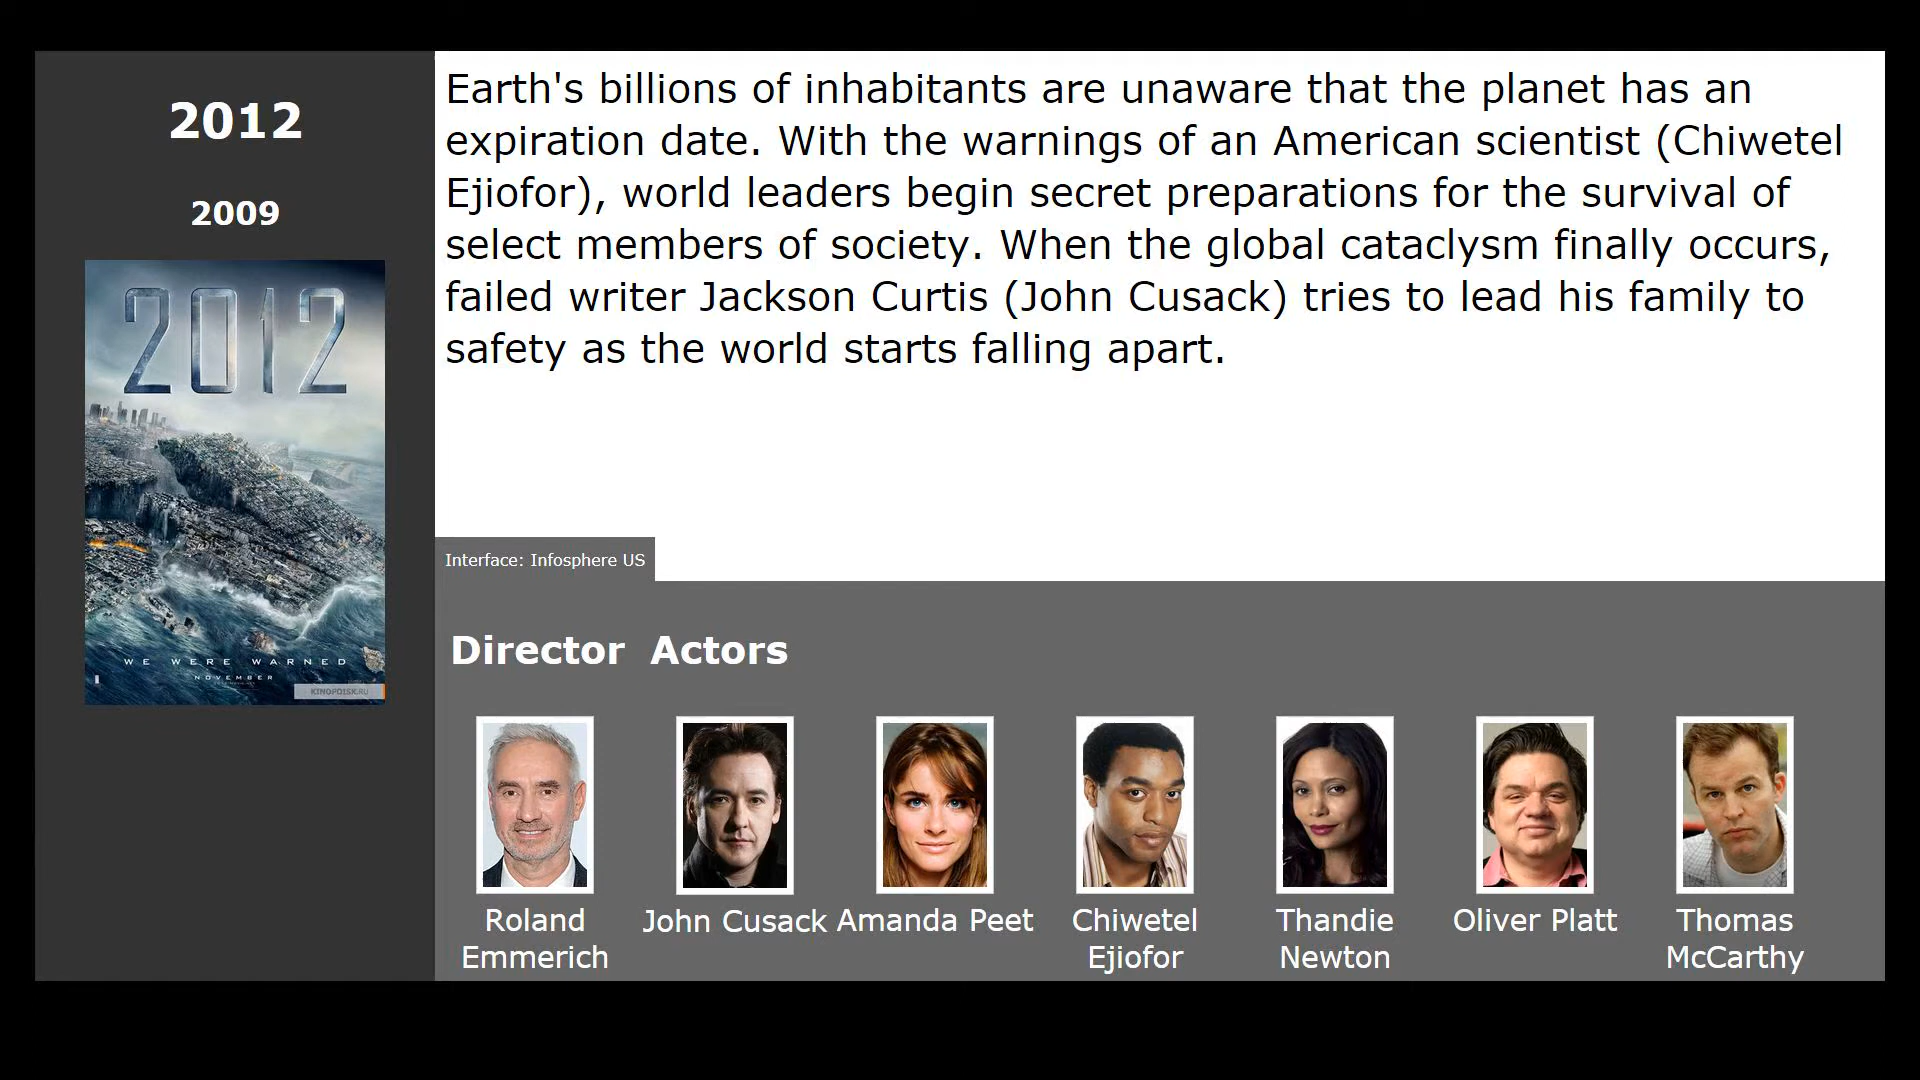 2012
2009
2012
WE WERE WARNED
NOVEMBER
KINOPOISK.RU
Earth's billions of inhabitants are unaware that the planet has an
expiration date. With the warnings of an American scientist (Chiwetel
Ejiofor), world leaders begin secret preparations for the survival of
select members of society. When the global cataclysm finally occurs,
failed writer Jackson Curtis (John Cusack) tries to lead his family to
safety as the world starts falling apart.
Interface: Infosphere US
Director Actors
Roland
Emmerich
John Cusack
Amanda Peet
Chiwetel
Ejiofor
Thandie
Newton
Oliver Platt
Thomas
McCarthy